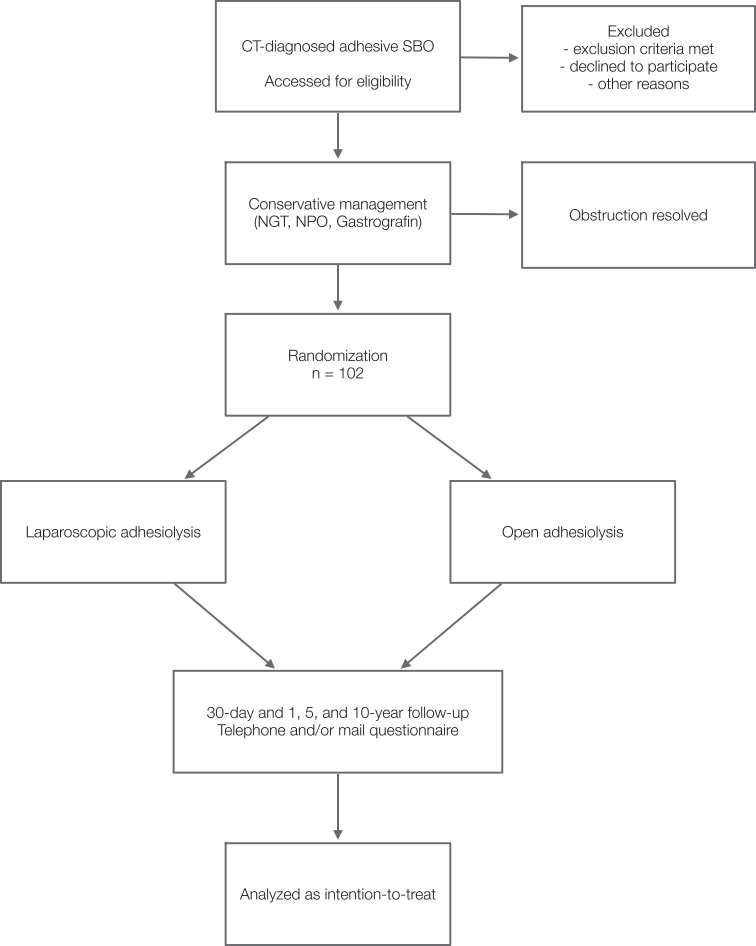 CT-diagnosed adhesive SBO
Accessed for eligibility
Excluded
- exclusion criteria met
- declined to participate
- other reasons
Conservative management
(NGT, NPO, Gastrografin)
Obstruction resolved
Randomization
n = 102
Laparoscopic adhesiolysis
Open adhesiolysis
30-day and 1, 5, and 10-year follow-up
Telephone and/or mail questionnaire
Analyzed as intention-to-treat